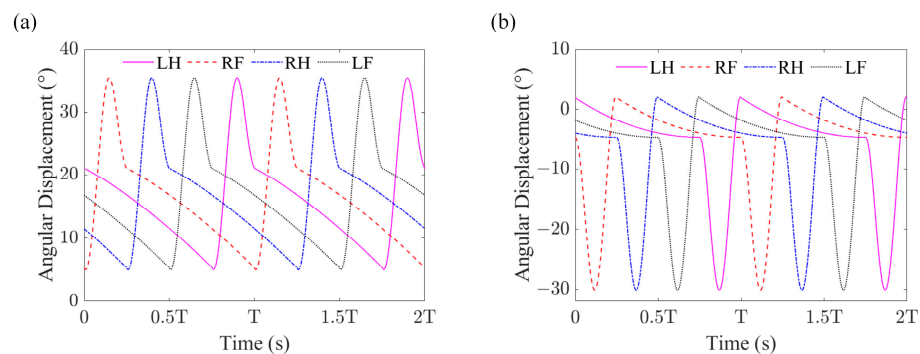 (a)
40
LH RF RH LF
30
20
10
0
Angular Displacement (°)
0 0.5T T 1.5T 2T
Time (s)
(b)
LH RF RH LF
0
−10
−20
−30
Angular Displacement (°)
0 0.5T T 1.5T 2T
Time (s)